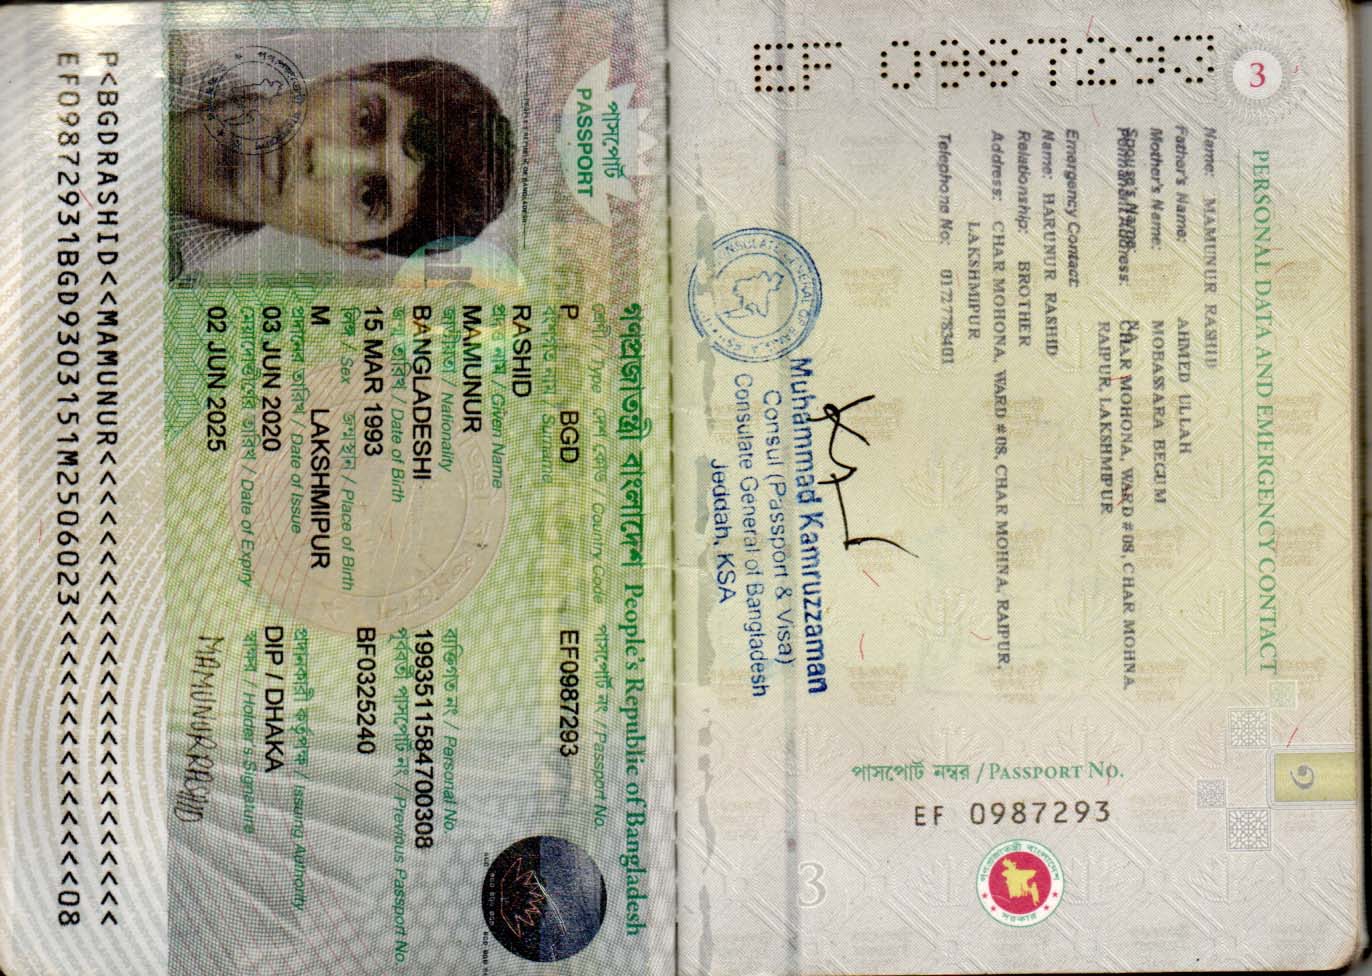 3
PERSONAL DATA AND EMERGENCY CONTACT
Name: MAMUNUR RASHID
Father's Name: AHMED ULLAH
Mother's Name: MOBASSARA BEGUM
Spouse's Name: NA
Permanent Address: CHAR MOHONA, WARD # 08, CHAR MOHNA,
RAIPUR, LAKSHMIPUR
Emergency Contact:
Name: HARUNUR RASHID
Relationship: BROTHER
Address: CHAR MOHONA, WARD # 08, CHAR MOHNA, RAIPUR,
LAKSHMIPUR
Telephone No: 01727783401
EF 0987293
পাসপোর্ট নম্বর / PASSPORT No.
EF 0987293
৩
3
Muhammad Kamruzzaman
Consul (Passport & Visa)
Consulate General of Bangladesh
Jeddah, KSA
পাসপোর্ট
PASSPORT
গণপ্রজাতন্ত্রী বাংলাদেশ People's Republic of Bangladesh
শ্রেণী / Type দেশ কোড / Country Code পাসপোর্ট নং / Passport No.
P BGD EF0987293
বংশগত নাম / Surname
RASHID
প্রদত্ত নাম / Given Name
MAMUNUR
জাতীয়তা / Nationality ব্যক্তিগত নং / Personal No.
BANGLADESHI 1993511584700308
জন্ম তারিখ / Date of Birth পূর্ববর্তী পাসপোর্ট নং / Previous Passport No.
15 MAR 1993 BF0325240
লিঙ্গ / Sex জন্মস্থান / Place of Birth
M LAKSHMIPUR
প্রদানের তারিখ / Date of Issue প্রদানকারী কর্তৃপক্ষ / Issuing Authority
03 JUN 2020 DIP / DHAKA
মেয়াদোত্তীর্ণের তারিখ / Date of Expiry স্বাক্ষর / Holder's Signature
02 JUN 2025 MAMUNUR RASHID
PEOPLE'S REPUBLIC OF BANGLADESH
P<BGDRASHID<<MAMUNUR<<<<<<<<<<<<<<<<<<<<<<<<
EF09872931BGD9303151M2506023<<<<<<<<<<<<<<08